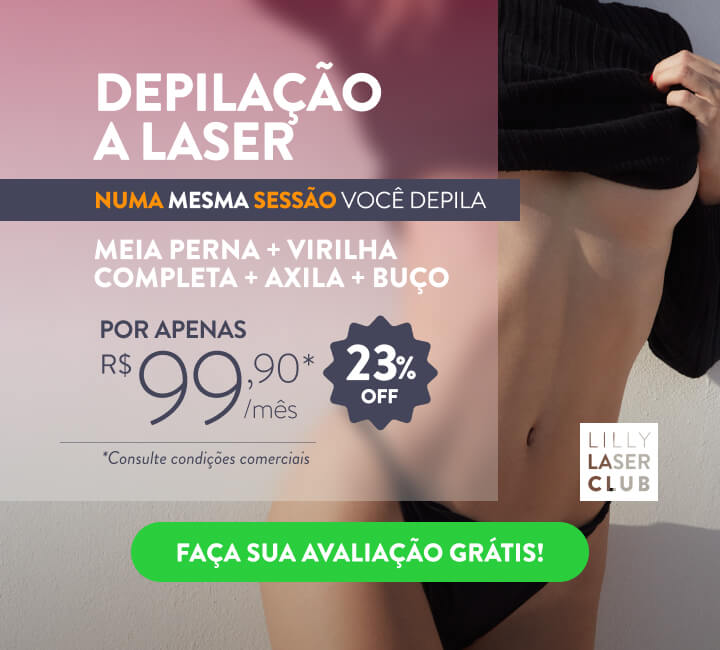 DEPILAÇÃO
A LASER
NUMA MESMA SESSÃO VOCÊ DEPILA
MEIA PERNA + VIRILHA
COMPLETA + AXILA + BUÇO
POR APENAS
R$ 99,90*
/mês
23%
OFF
*Consulte condições comerciais
LILLY
LASER
CLUB
FAÇA SUA AVALIAÇÃO GRÁTIS!